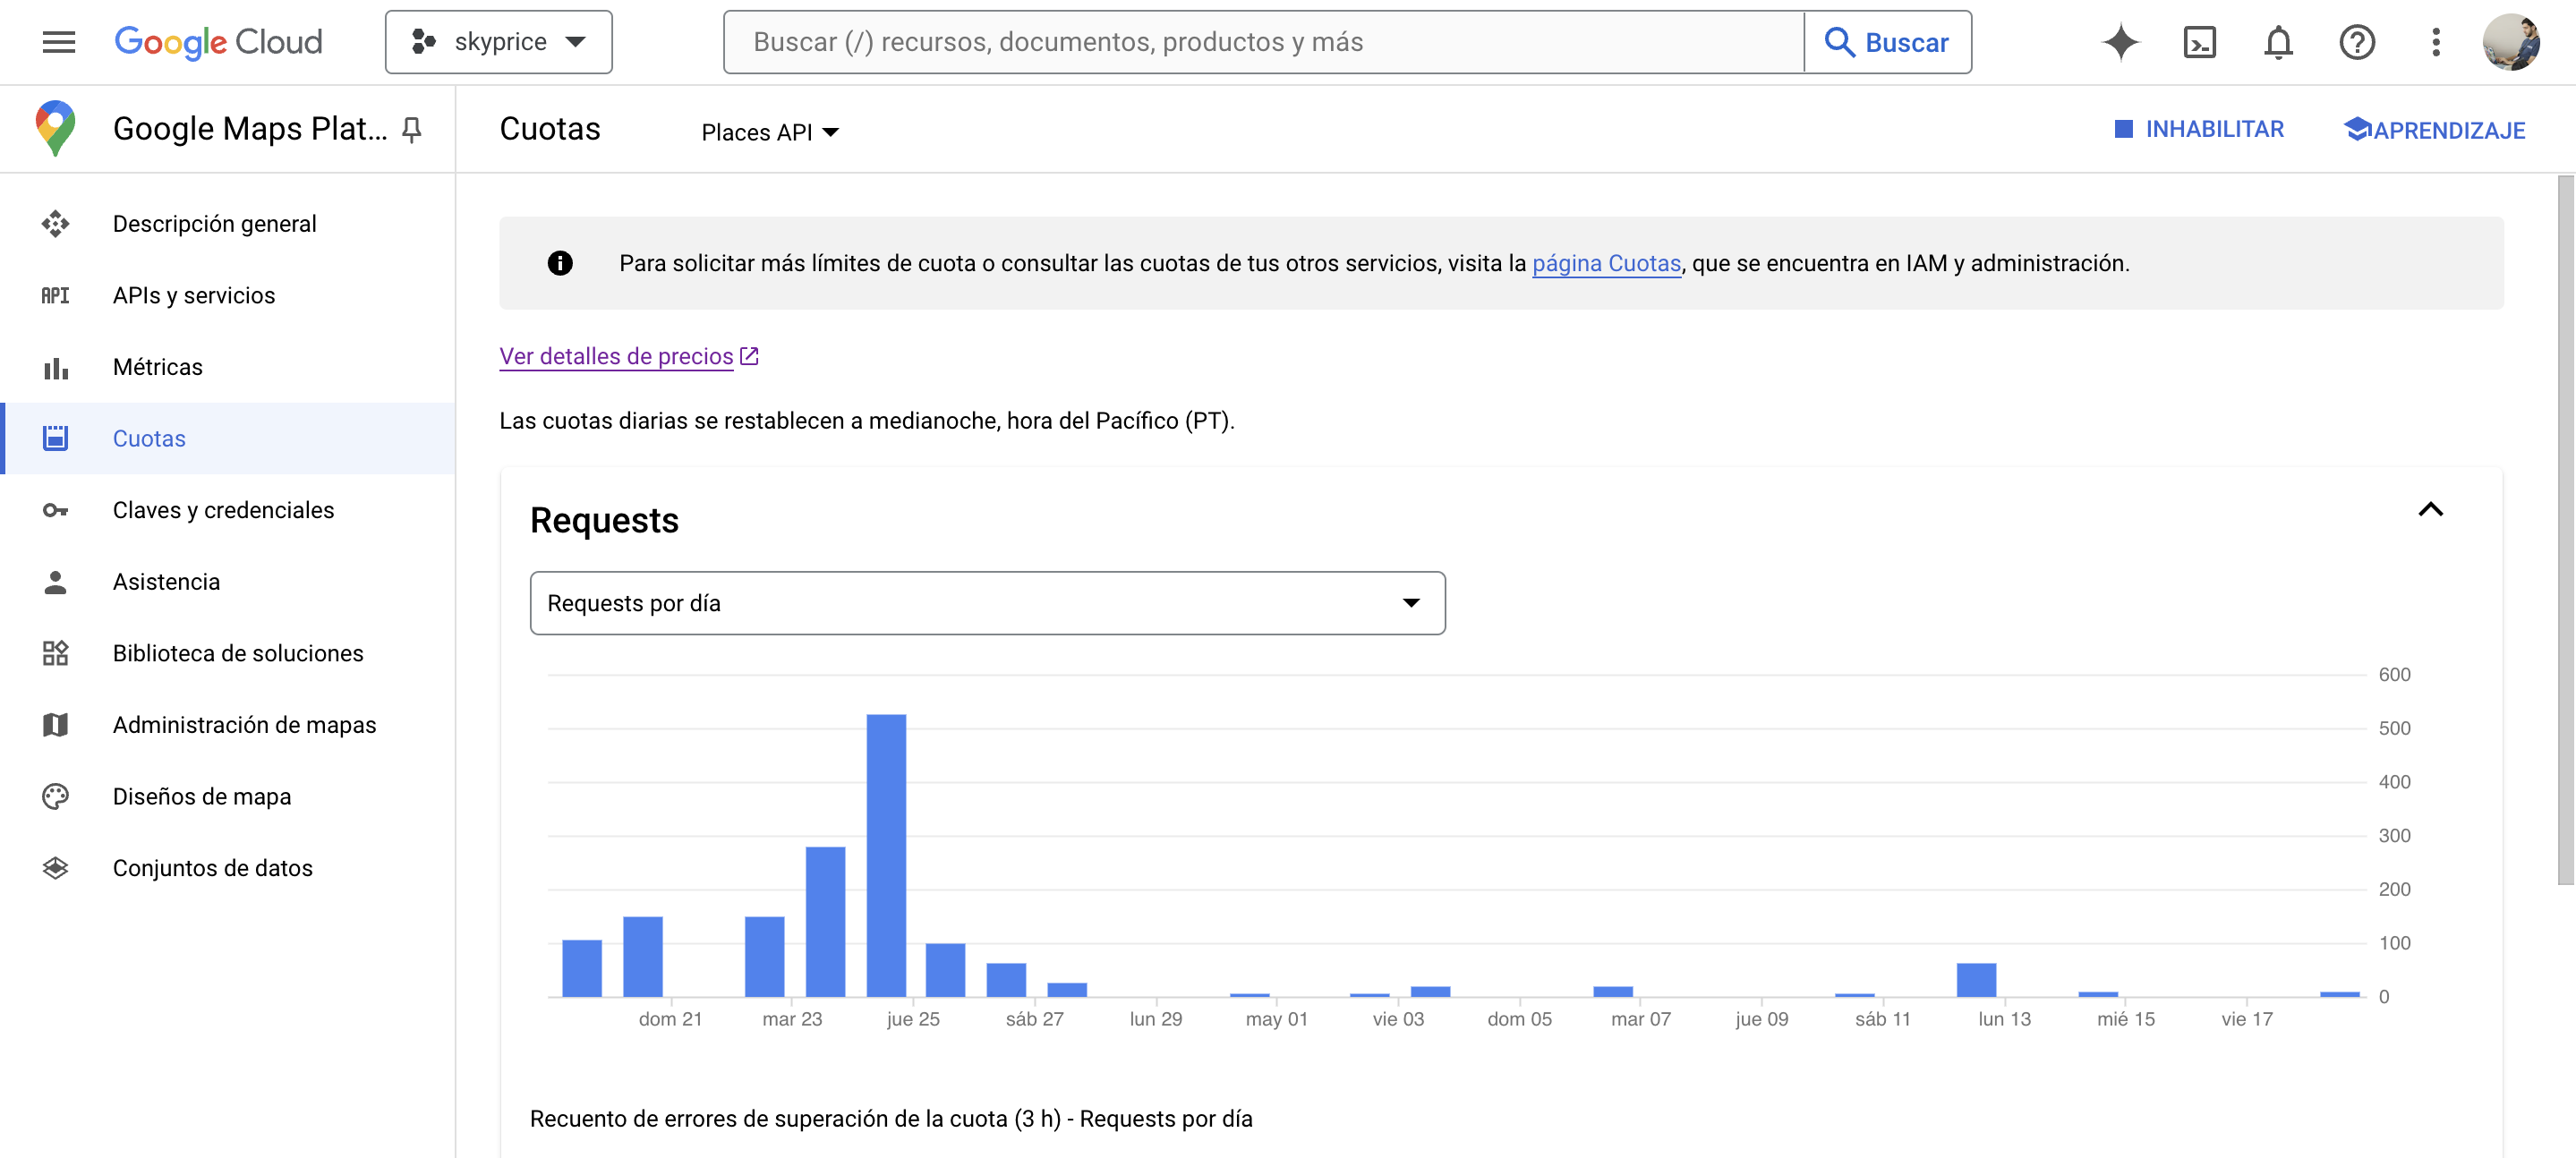 Google Cloud
skyprice
Buscar (/) recursos, documentos, productos y más
Buscar
Google Maps Plat...
Cuotas
Places API
INHABILITAR
APRENDIZAJE
Descripción general
API
APIs y servicios
Métricas
Cuotas
Claves y credenciales
Asistencia
Biblioteca de soluciones
Administración de mapas
Diseños de mapa
Conjuntos de datos
Para solicitar más límites de cuota o consultar las cuotas de tus otros servicios, visita la página Cuotas, que se encuentra en IAM y administración.
Ver detalles de precios
Las cuotas diarias se restablecen a medianoche, hora del Pacífico (PT).
Requests
Requests por día
600
500
400
300
200
100
0
dom 21 mar 23 jue 25 sáb 27 lun 29 may 01 vie 03 dom 05 mar 07 jue 09 sáb 11 lun 13 mié 15 vie 17
Recuento de errores de superación de la cuota (3 h) - Requests por día